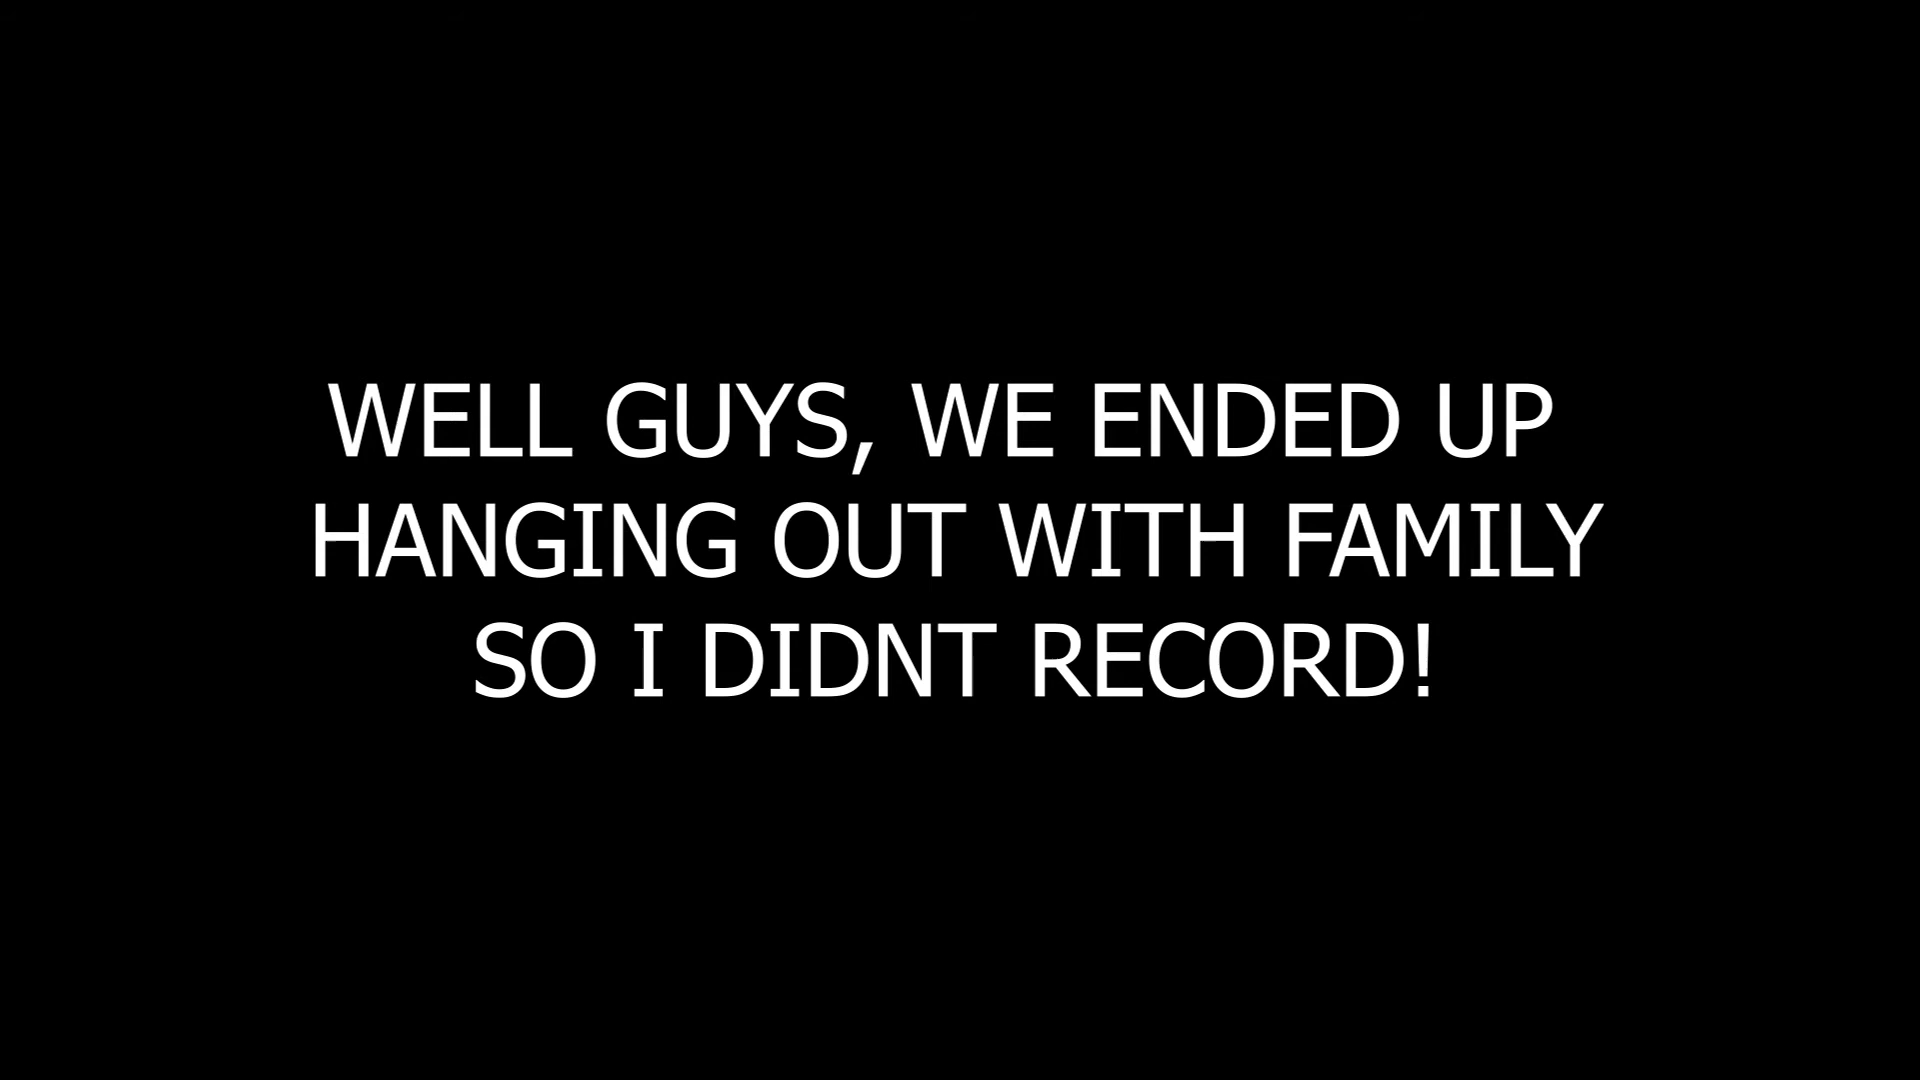 WELL GUYS, WE ENDED UP
HANGING OUT WITH FAMILY
SO I DIDNT RECORD!